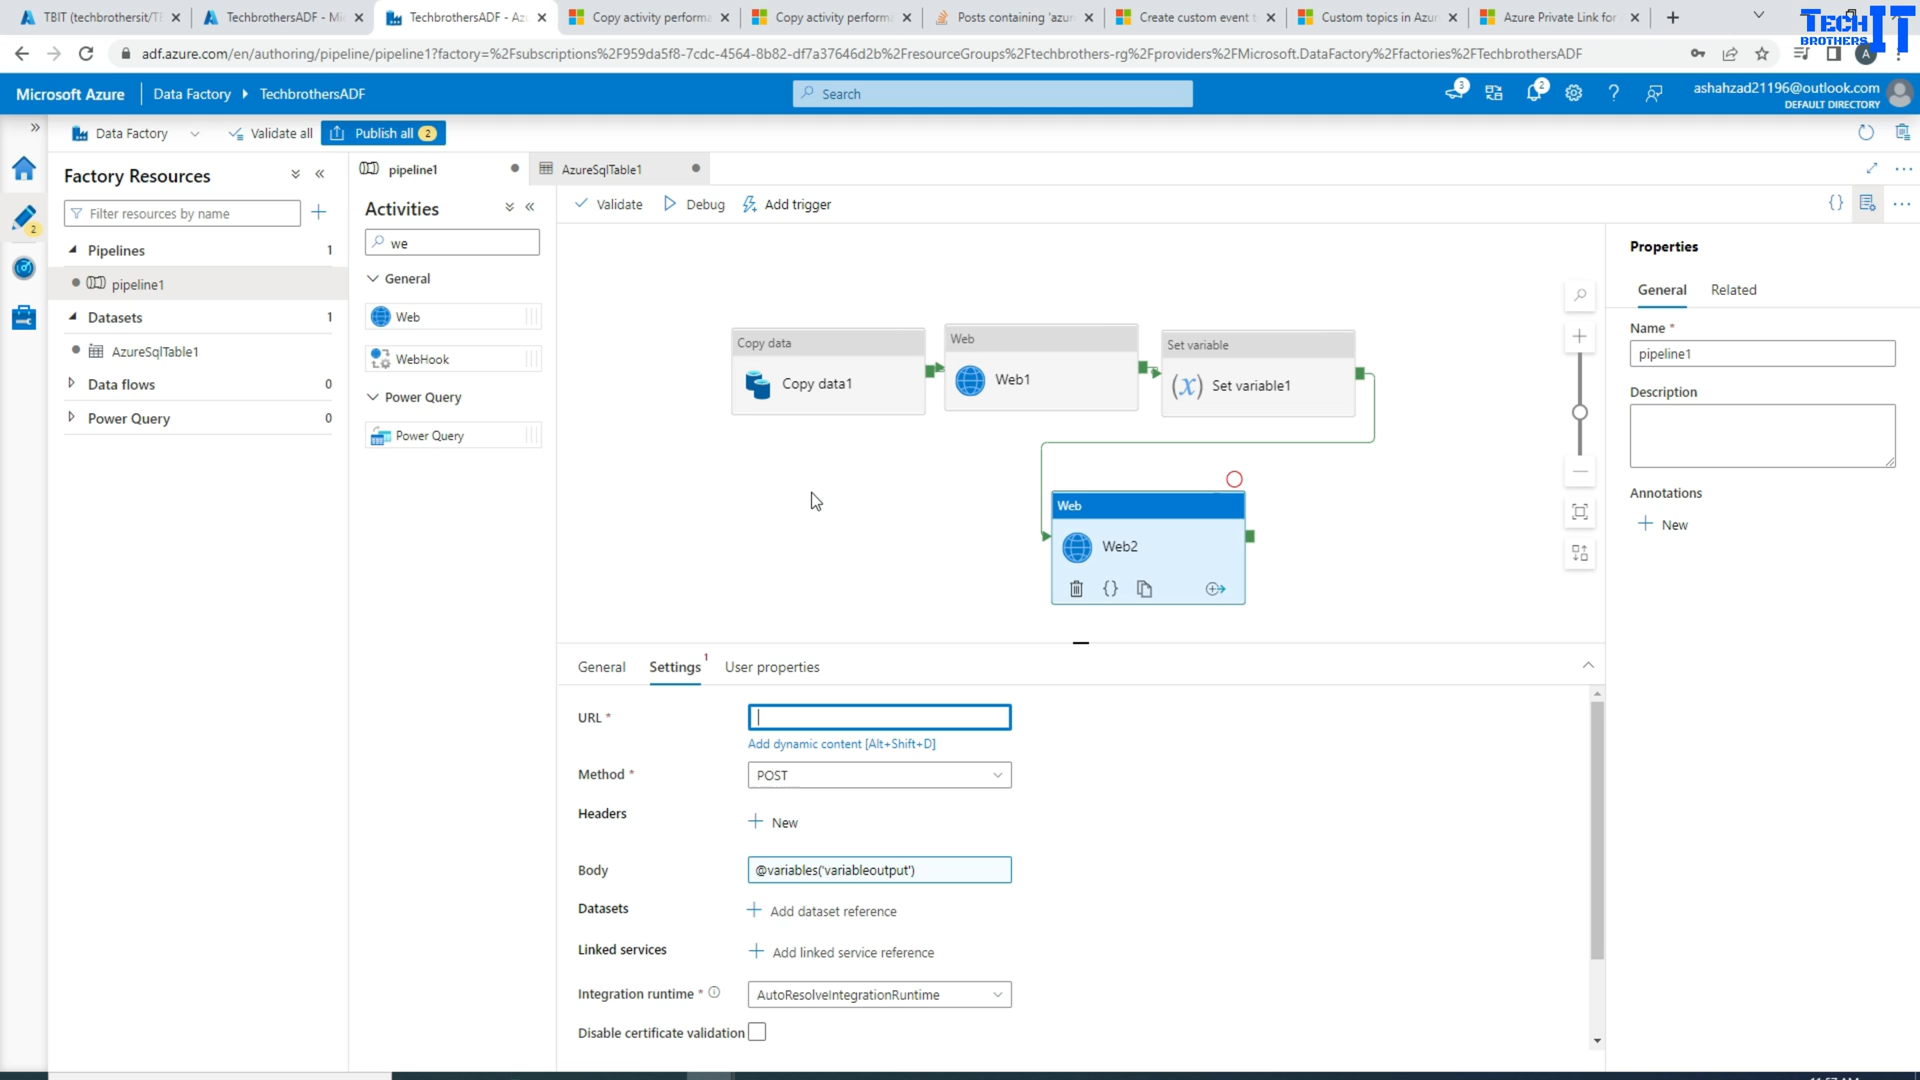 TBIT (techbrothersit/TE
TechbrothersADF - Mi
TechbrothersADF - Az
Copy activity performa
Copy activity performa
Posts containing 'azur
Create custom event t
Custom topics in Azur
Azure Private Link for
TECH BROTHERS IT
adf.azure.com/en/authoring/pipeline/pipeline1?factory=%2Fsubscriptions%2F959da5f8-7cdc-4564-8b82-df7a37646d2b%2FresourceGroups%2Ftechbrothers-rg%2Fproviders%2FMicrosoft.DataFactory%2Ffactories%2FTechbrothersADF
A
Microsoft Azure
Data Factory
TechbrothersADF
Search
3
2
ashahzad21196@outlook.com
DEFAULT DIRECTORY
Data Factory
Validate all
Publish all 2
2
Factory Resources
Filter resources by name
Pipelines 1
pipeline1
Datasets 1
AzureSqlTable1
Data flows 0
Power Query 0
pipeline1
AzureSqlTable1
Activities
we
General
Web
WebHook
Power Query
Power Query
Validate
Debug
Add trigger
Copy data
Copy data1
Web
Web1
Set variable
(x) Set variable1
Web
Web2
General
Settings 1
User properties
URL *
Add dynamic content [Alt+Shift+D]
Method * POST
Headers
New
Body @variables('variableoutput')
Datasets Add dataset reference
Linked services Add linked service reference
Integration runtime * AutoResolveIntegrationRuntime
Disable certificate validation
Properties
General
Related
Name *
pipeline1
Description
Annotations
New